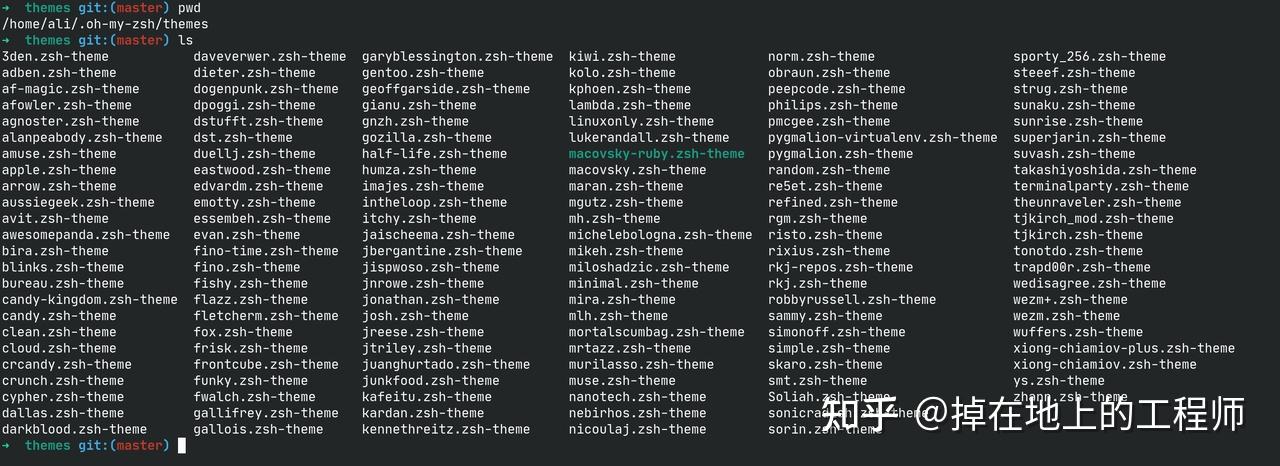 ➜  themes git:(master) pwd
/home/ali/.oh-my-zsh/themes
➜  themes git:(master) ls
3den.zsh-theme daveverwer.zsh-theme garyblessington.zsh-theme kiwi.zsh-theme norm.zsh-theme sporty_256.zsh-theme
adben.zsh-theme dieter.zsh-theme gentoo.zsh-theme kolo.zsh-theme obraun.zsh-theme steeef.zsh-theme
af-magic.zsh-theme dogenpunk.zsh-theme geoffgarside.zsh-theme kphoen.zsh-theme peepcode.zsh-theme strug.zsh-theme
afowler.zsh-theme dpoggi.zsh-theme gianu.zsh-theme lambda.zsh-theme philips.zsh-theme sunaku.zsh-theme
agnoster.zsh-theme dstufft.zsh-theme gnzh.zsh-theme linuxonly.zsh-theme pmcgee.zsh-theme sunrise.zsh-theme
alanpeabody.zsh-theme dst.zsh-theme gozilla.zsh-theme lukerandall.zsh-theme pygmalion-virtualenv.zsh-theme superjarin.zsh-theme
amuse.zsh-theme duellj.zsh-theme half-life.zsh-theme macovsky-ruby.zsh-theme pygmalion.zsh-theme suvash.zsh-theme
apple.zsh-theme eastwood.zsh-theme humza.zsh-theme macovsky.zsh-theme random.zsh-theme takashiyoshida.zsh-theme
arrow.zsh-theme edvardm.zsh-theme imajes.zsh-theme maran.zsh-theme re5et.zsh-theme terminalparty.zsh-theme
aussiegeek.zsh-theme emotty.zsh-theme intheloop.zsh-theme mgutz.zsh-theme refined.zsh-theme theunraveler.zsh-theme
avit.zsh-theme essembeh.zsh-theme itchy.zsh-theme mh.zsh-theme rgm.zsh-theme tjkirch_mod.zsh-theme
awesomepanda.zsh-theme evan.zsh-theme jaischeema.zsh-theme michelebologna.zsh-theme risto.zsh-theme tjkirch.zsh-theme
bira.zsh-theme fino-time.zsh-theme jbergantine.zsh-theme mikeh.zsh-theme rixius.zsh-theme tonotdo.zsh-theme
blinks.zsh-theme fino.zsh-theme jispwoso.zsh-theme miloshadzic.zsh-theme rkj-repos.zsh-theme trapd00r.zsh-theme
bureau.zsh-theme fishy.zsh-theme jnrowe.zsh-theme minimal.zsh-theme rkj.zsh-theme wedisagree.zsh-theme
candy-kingdom.zsh-theme flazz.zsh-theme jonathan.zsh-theme mira.zsh-theme robbyrussell.zsh-theme wezm+.zsh-theme
candy.zsh-theme fletcherm.zsh-theme josh.zsh-theme mlh.zsh-theme sammy.zsh-theme wezm.zsh-theme
clean.zsh-theme fox.zsh-theme jreese.zsh-theme mortalscumbag.zsh-theme simonoff.zsh-theme wuffers.zsh-theme
cloud.zsh-theme frisk.zsh-theme jtriley.zsh-theme mrtazz.zsh-theme simple.zsh-theme xiong-chiamiov-plus.zsh-theme
crcandy.zsh-theme frontcube.zsh-theme juanghurtado.zsh-theme murilasso.zsh-theme skaro.zsh-theme xiong-chiamiov.zsh-theme
crunch.zsh-theme funky.zsh-theme junkfood.zsh-theme muse.zsh-theme smt.zsh-theme ys.zsh-theme
cypher.zsh-theme fwalch.zsh-theme kafeitu.zsh-theme nanotech.zsh-theme Soliah.zsh-theme zhann.zsh-theme
dallas.zsh-theme gallifrey.zsh-theme kardan.zsh-theme nebirhos.zsh-theme
darkblood.zsh-theme gallois.zsh-theme kennethreitz.zsh-theme nicoulaj.zsh-theme sorin.zsh-theme
➜  themes git:(master)
知乎 @掉在地上的工程师